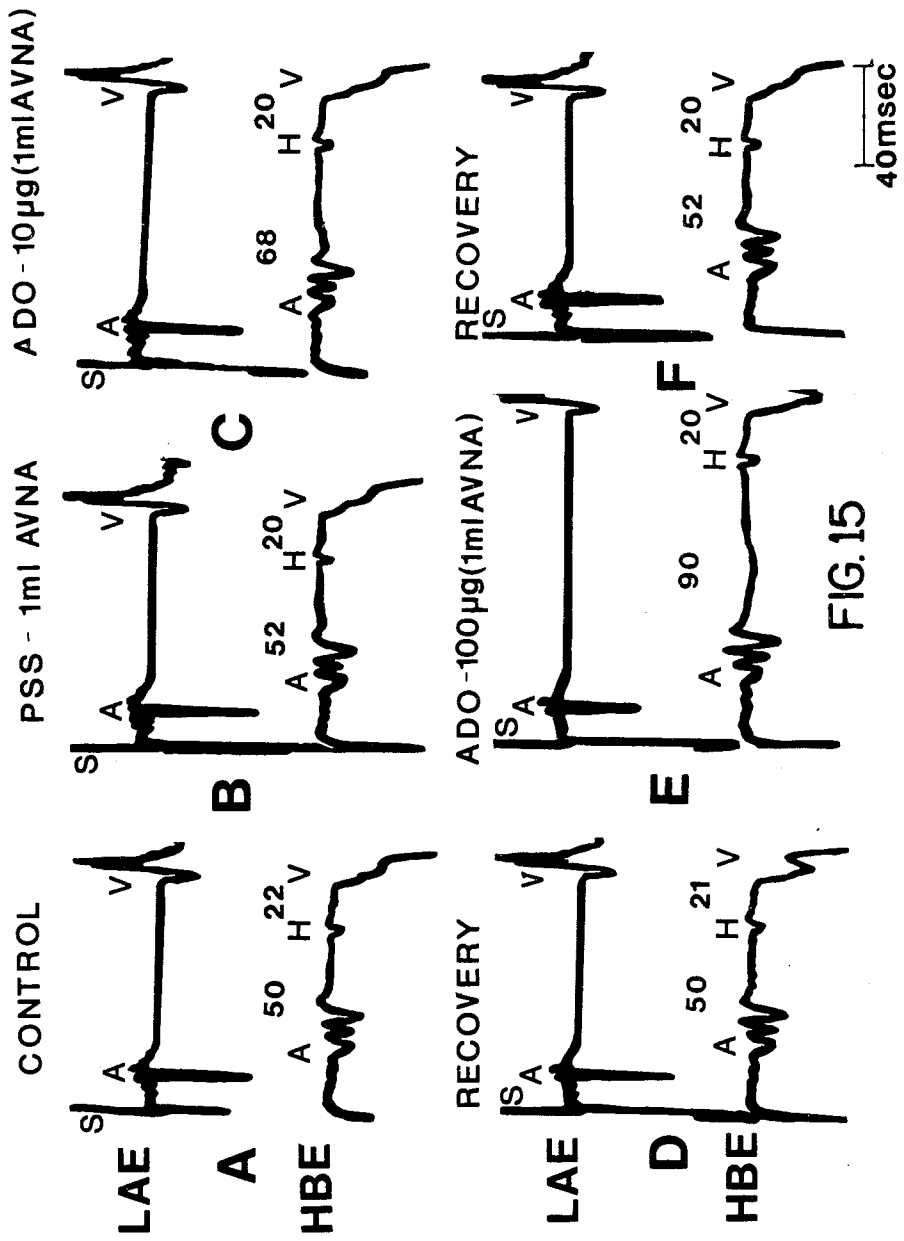 CONTROL
PSS - 1ml AVNA
ADO - 10µg(1ml AVNA)
S
A
V
S
A
V
S
A
V
LAE
A
B
C
50
22
52
20
68
20
HBE
A
H
V
A
H
V
A
H
V
RECOVERY
ADO -100µg(1ml AVNA)
RECOVERY
S
A
V
S
A
V
S
A
V
LAE
D
E
F
50
21
90
20
52
20
HBE
A
H
V
A
H
V
A
H
V
40msec
FIG.15